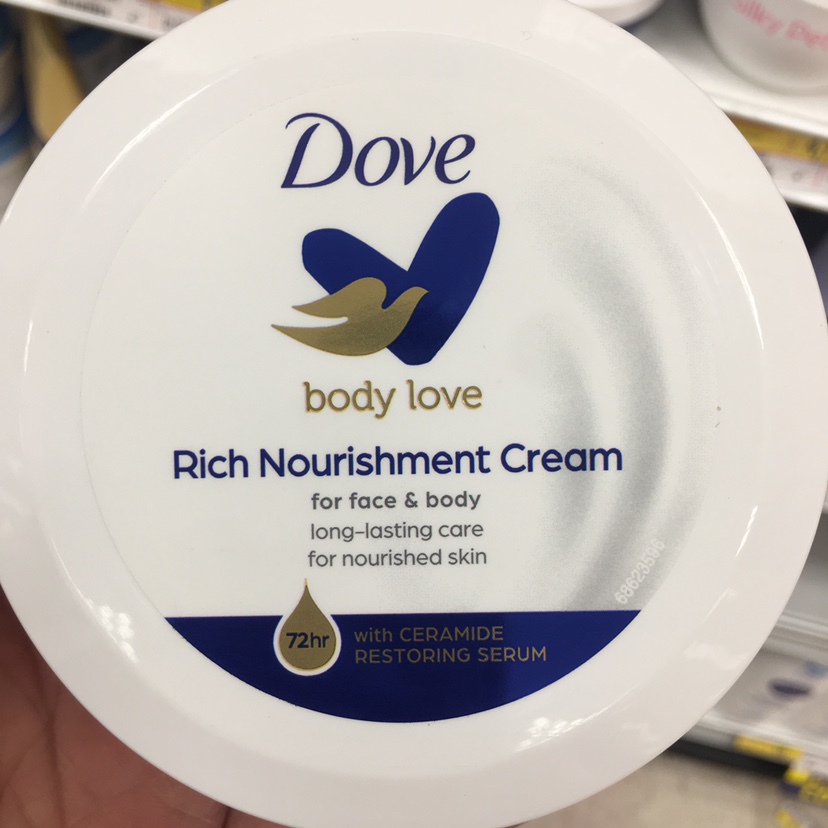 Dove
body love
Rich Nourishment Cream
for face & body
long-lasting care
for nourished skin
68623596
72hr
with CERAMIDE
RESTORING SERUM